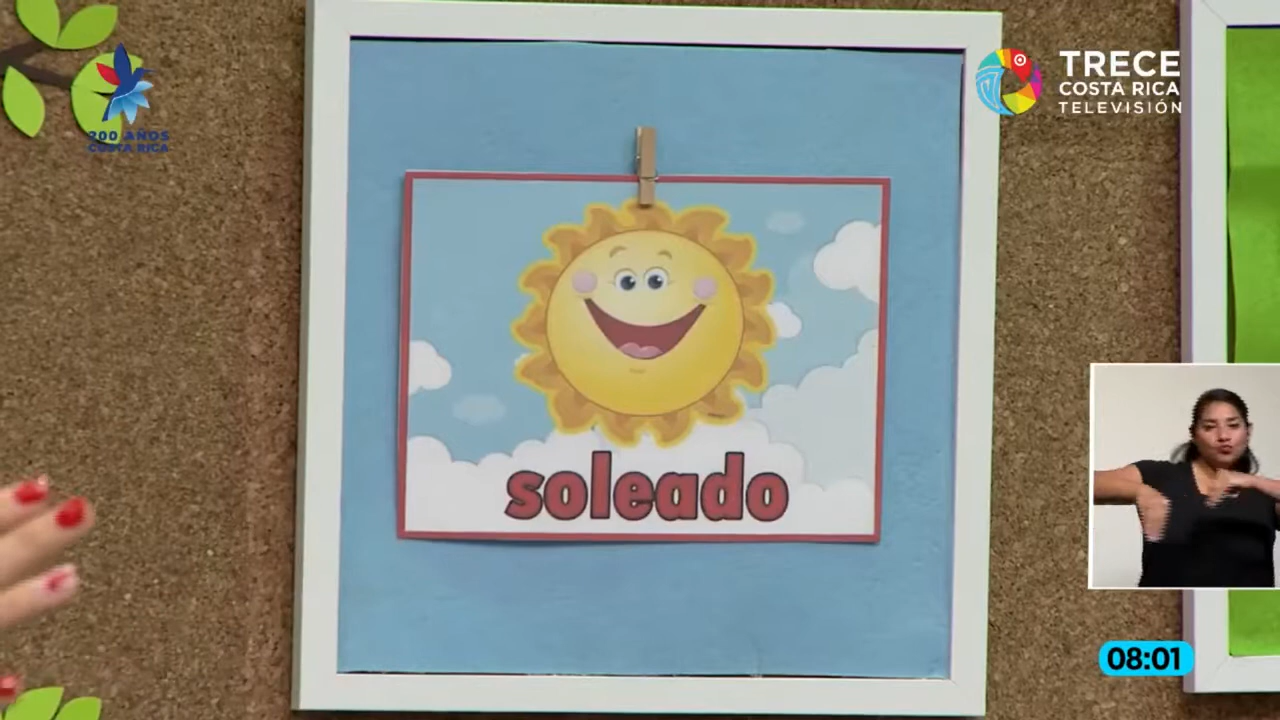 200 AÑOS
COSTA RICA
TRECE
COSTA RICA
TELEVISIÓN
soleado
08:01